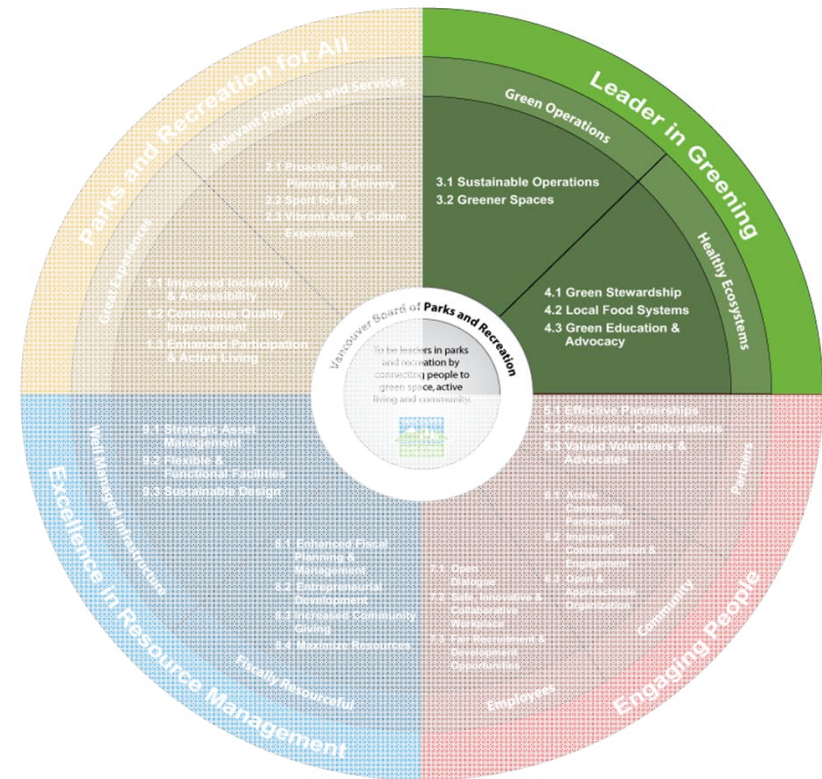 Parks and Recreation for All
Relevant Programs and Services
2.1 Proactive Service
Planning & Delivery
2.2 Sport for Life
2.3 Vibrant Arts & Culture
Experiences
Green Experiences
1.1 Improved Inclusivity
& Accessibility
1.2 Continuous Quality
Improvement
1.3 Enhanced Participation
& Active Living
Leader in Greening
Green Operations
3.1 Sustainable Operations
3.2 Greener Spaces
Healthy Ecosystems
4.1 Green Stewardship
4.2 Local Food Systems
4.3 Green Education &
Advocacy
Vancouver Board of Parks and Recreation
To be leaders in parks
and recreation by
connecting people to
green space, active
living and community.
Engaging People
Partners
5.1 Effective Partnerships
5.2 Productive Collaborations
5.3 Valued Volunteers &
Advocates
Community
6.1 Active
Community
Participation
6.2 Improved
Communication &
Engagement
6.3 Open &
Approachable
Organization
Employees
7.1 Open
Dialogue
7.2 Safe, Innovative &
Collaborative
Workplace
7.3 Fair Recruitment &
Development
Opportunities
Excellence in Resource Management
Fiscally Resourceful
8.1 Enhanced Fiscal
Planning &
Management
8.2 Entrepreneurial
Development
8.3 Increased Community
Giving
8.4 Maximize Resources
Well Managed Infrastructure
9.1 Strategic Asset
Management
9.2 Flexible &
Functional Facilities
9.3 Sustainable Design